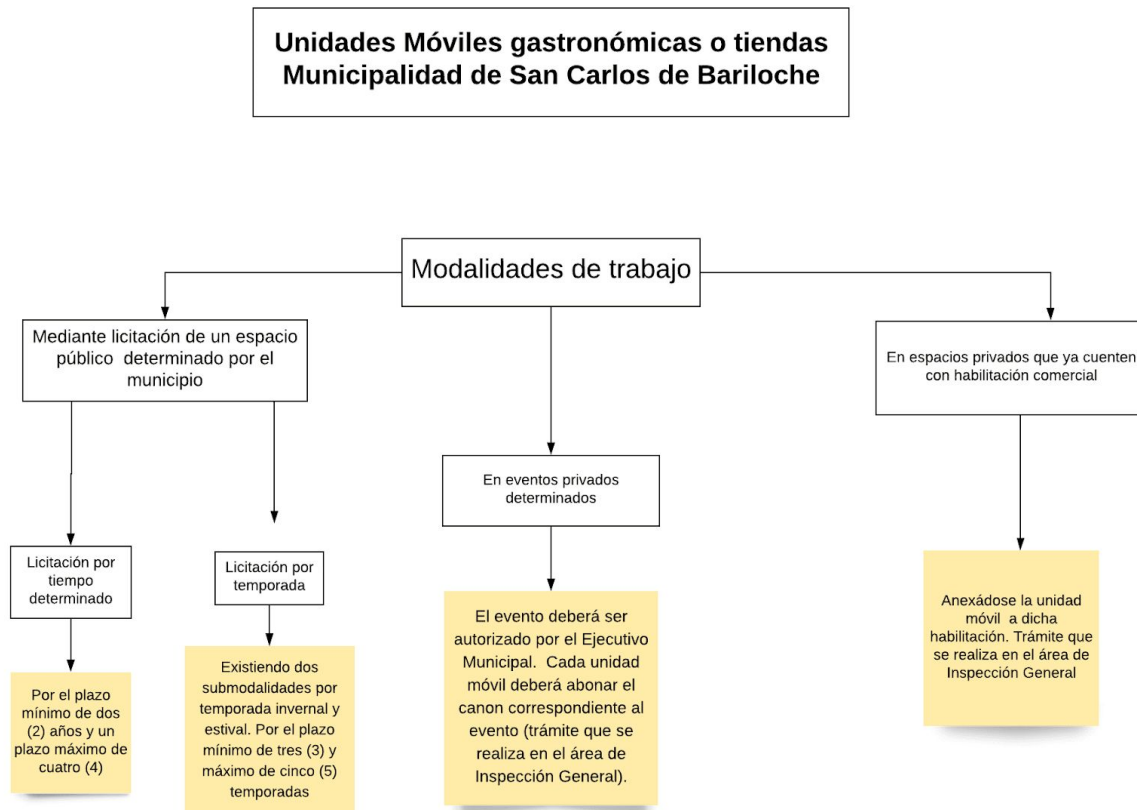 Unidades Móviles gastronómicas o tiendas
Municipalidad de San Carlos de Bariloche
Modalidades de trabajo
Mediante licitación de un espacio
público determinado por el
municipio
En espacios privados que ya cuenten
con habilitación comercial
En eventos privados
determinados
Licitación por
tiempo
determinado
Licitación por
temporada
Por el plazo
mínimo de dos
(2) años y un
plazo máximo de
cuatro (4)
Existiendo dos
submodalidades por
temporada invernal y
estival. Por el plazo
mínimo de tres (3) y
máximo de cinco (5)
temporadas
El evento deberá ser
autorizado por el Ejecutivo
Municipal. Cada unidad
móvil deberá abonar el
canon correspondiente al
evento (trámite que se
realiza en el área de
Inspección General).
Anexádose la unidad
móvil a dicha
habilitación. Trámite que
se realiza en el área de
Inspección General